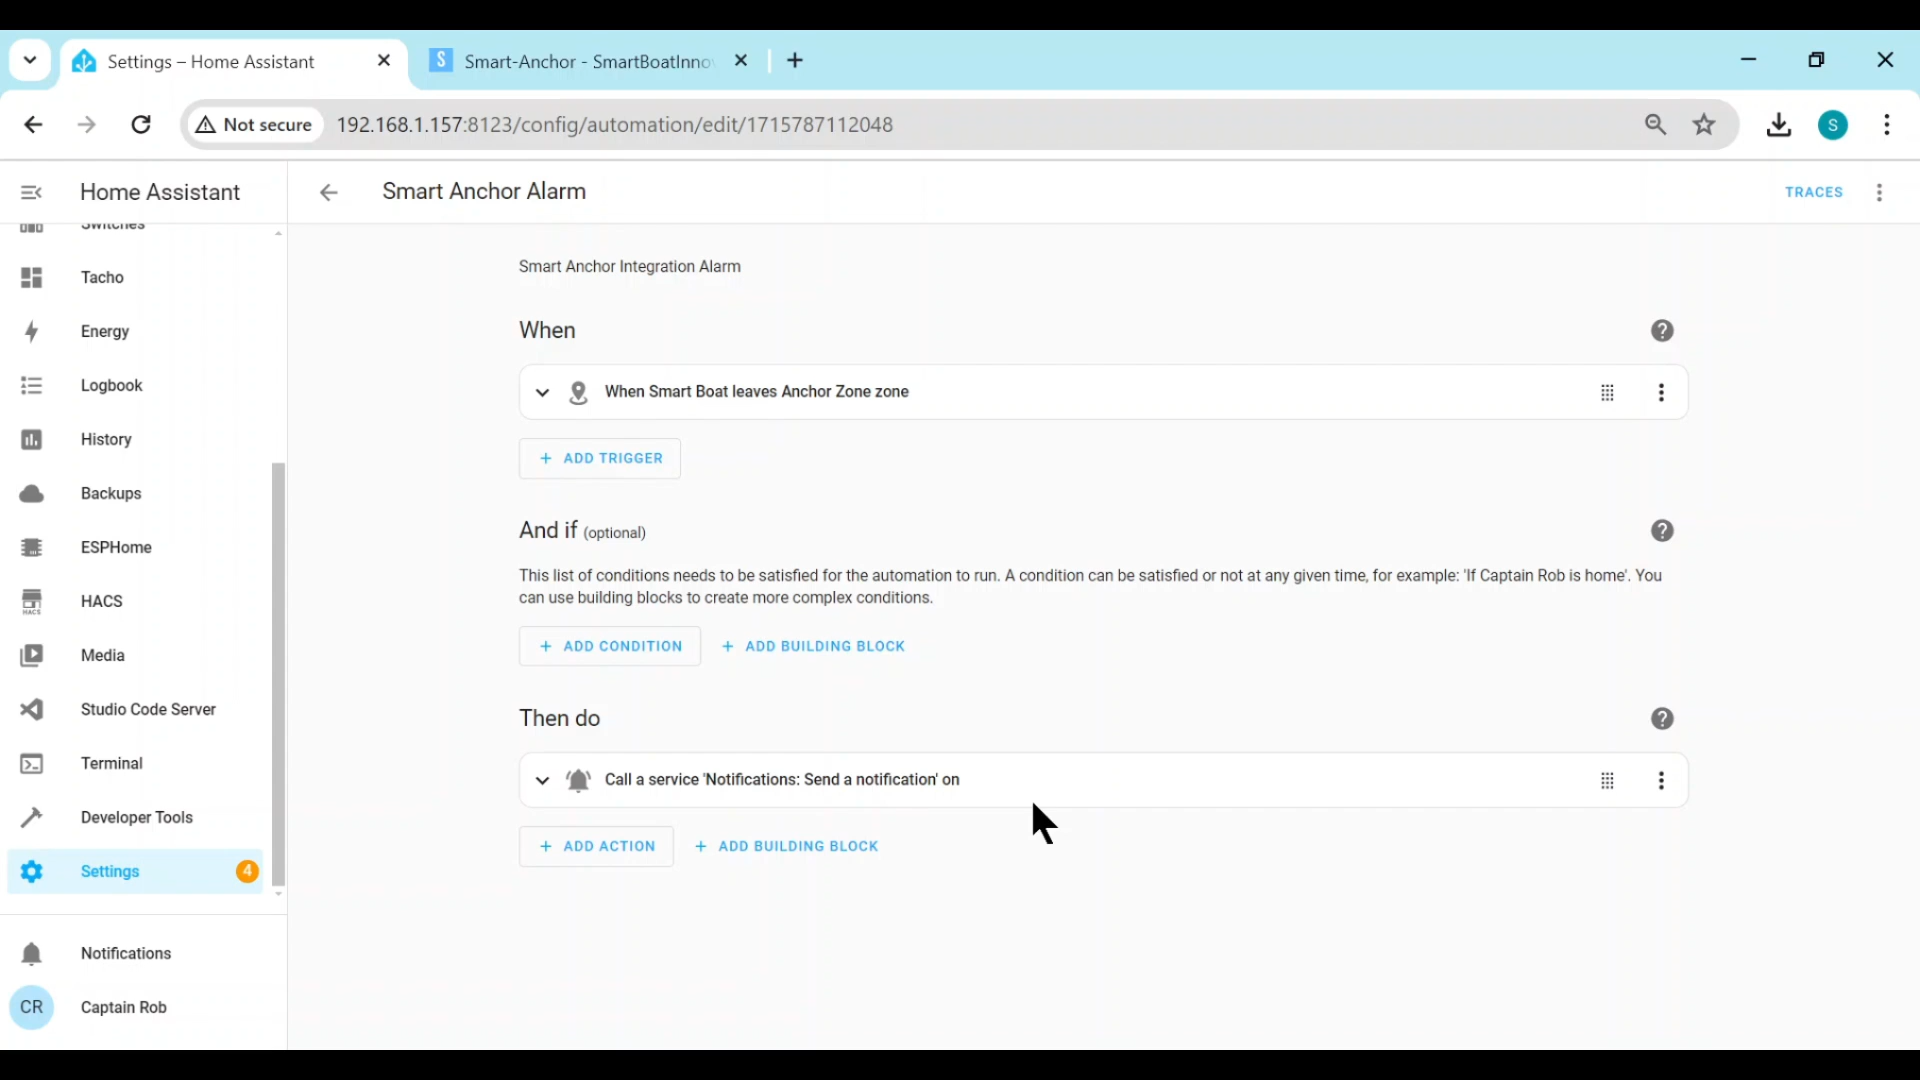 Settings – Home Assistant
Smart-Anchor - SmartBoatInno
Not secure
192.168.1.157:8123/config/automation/edit/1715787112048
S
Home Assistant
Smart Anchor Alarm
TRACES
Switches
Tacho
Energy
Logbook
History
Backups
ESPHome
HACS
HACS
Media
Studio Code Server
Terminal
Developer Tools
Settings
4
Notifications
CR
Captain Rob
Smart Anchor Integration Alarm
When
When Smart Boat leaves Anchor Zone zone
+ ADD TRIGGER
And if (optional)
This list of conditions needs to be satisfied for the automation to run. A condition can be satisfied or not at any given time, for example: 'If Captain Rob is home'. You
can use building blocks to create more complex conditions.
+ ADD CONDITION + ADD BUILDING BLOCK
Then do
Call a service 'Notifications: Send a notification' on
+ ADD ACTION + ADD BUILDING BLOCK